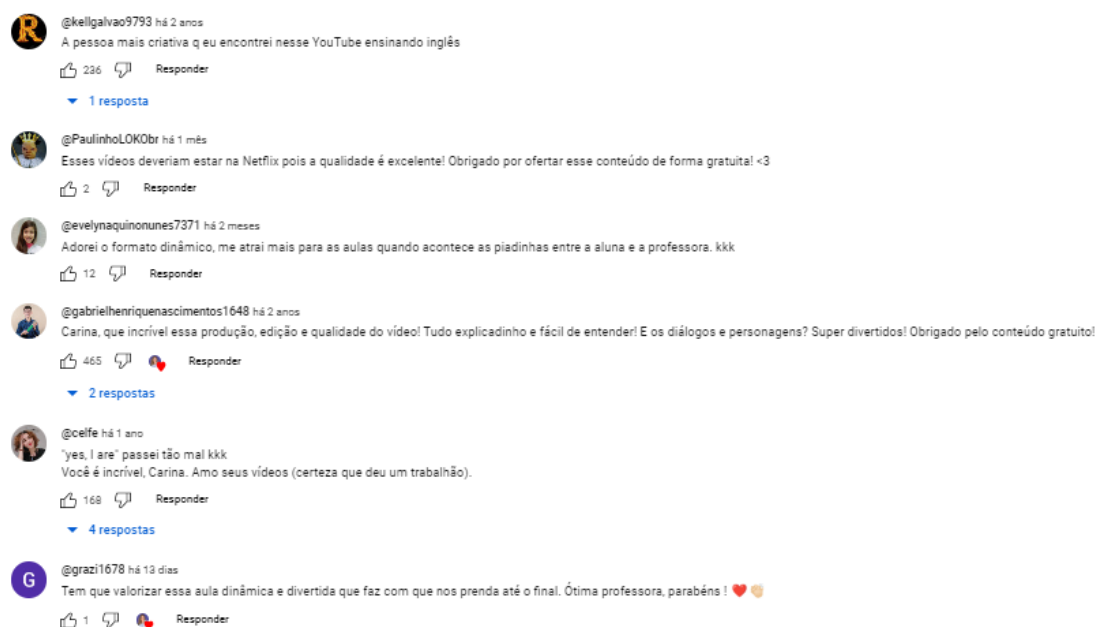 R
@kellgalvao9793 há 2 anos
A pessoa mais criativa q eu encontrei nesse YouTube ensinando inglês
236 Responder
1 resposta
@PaulinhoLOKObr há 1 mês
Esses vídeos deveriam estar na Netflix pois a qualidade é excelente! Obrigado por ofertar esse conteúdo de forma gratuita! <3
2 Responder
@evelynaquinonunes7371 há 2 meses
Adorei o formato dinâmico, me atrai mais para as aulas quando acontece as piadinhas entre a aluna e a professora. kkk
12 Responder
@gabrielhenriquenascimentos1648 há 2 anos
Carina, que incrível essa produção, edição e qualidade do vídeo! Tudo explicadinho e fácil de entender! E os diálogos e personagens? Super divertidos! Obrigado pelo conteúdo gratuito!
465 Responder
2 respostas
@celfe há 1 ano
"yes, I are" passei tão mal kkk
Você é incrível, Carina. Amo seus vídeos (certeza que deu um trabalhão).
168 Responder
4 respostas
G
@grazi1678 há 13 dias
Tem que valorizar essa aula dinâmica e divertida que faz com que nos prenda até o final. Ótima professora, parabéns ! ❤️👏🏻
1 Responder